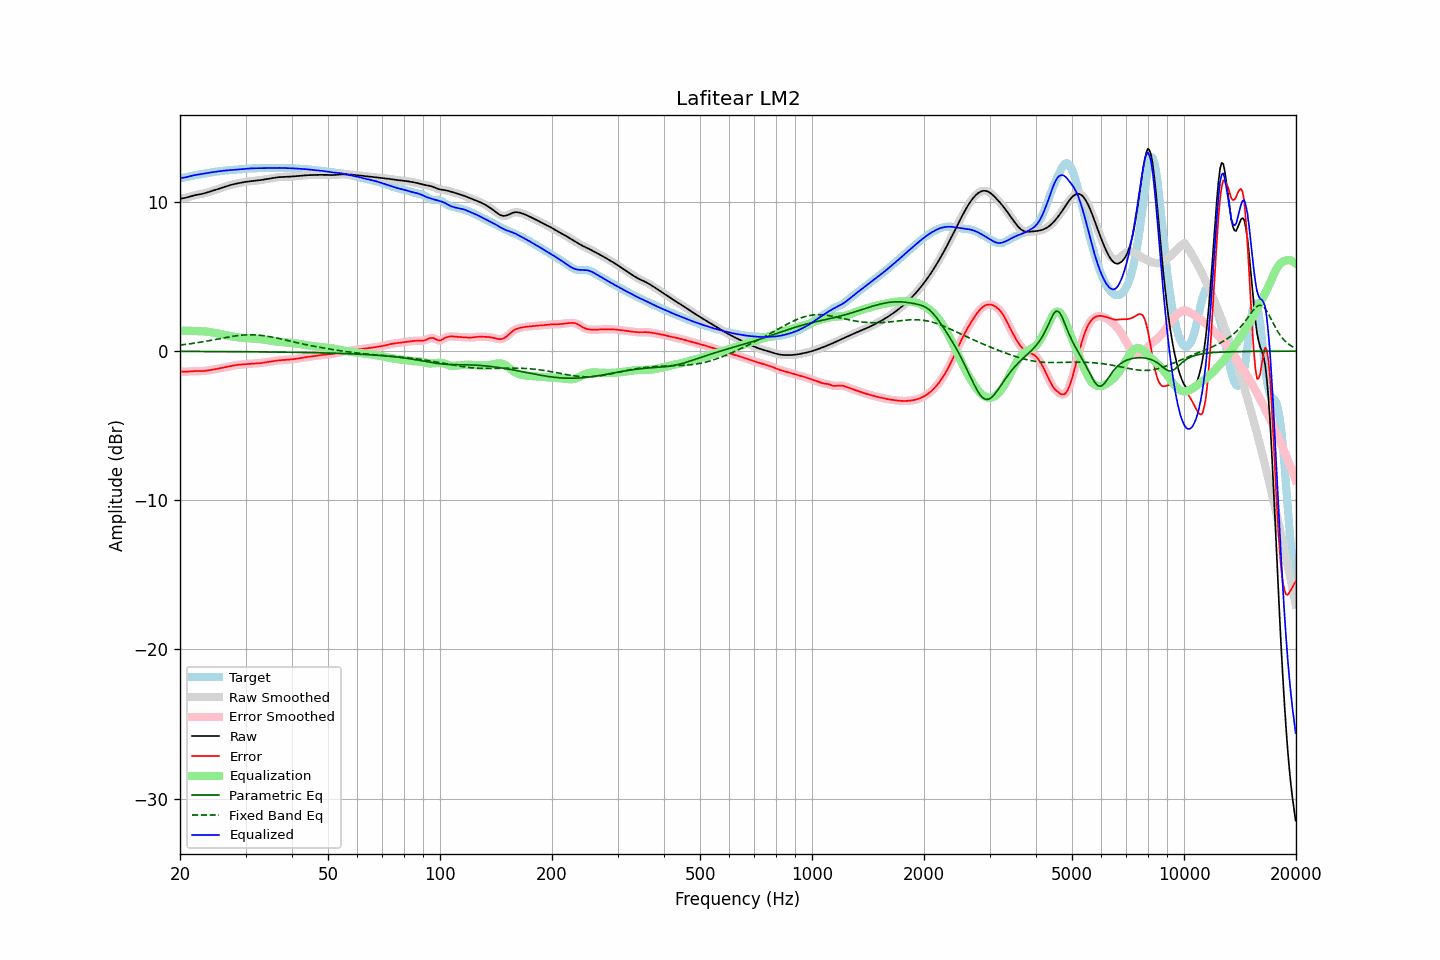 Lafitear LM2
Amplitude (dBr)
10
0
−10
−20
−30
Target
Raw Smoothed
Error Smoothed
Raw
Error
Equalization
Parametric Eq
Fixed Band Eq
Equalized
20 50 100 200 500 1000 2000 5000 10000 20000
Frequency (Hz)